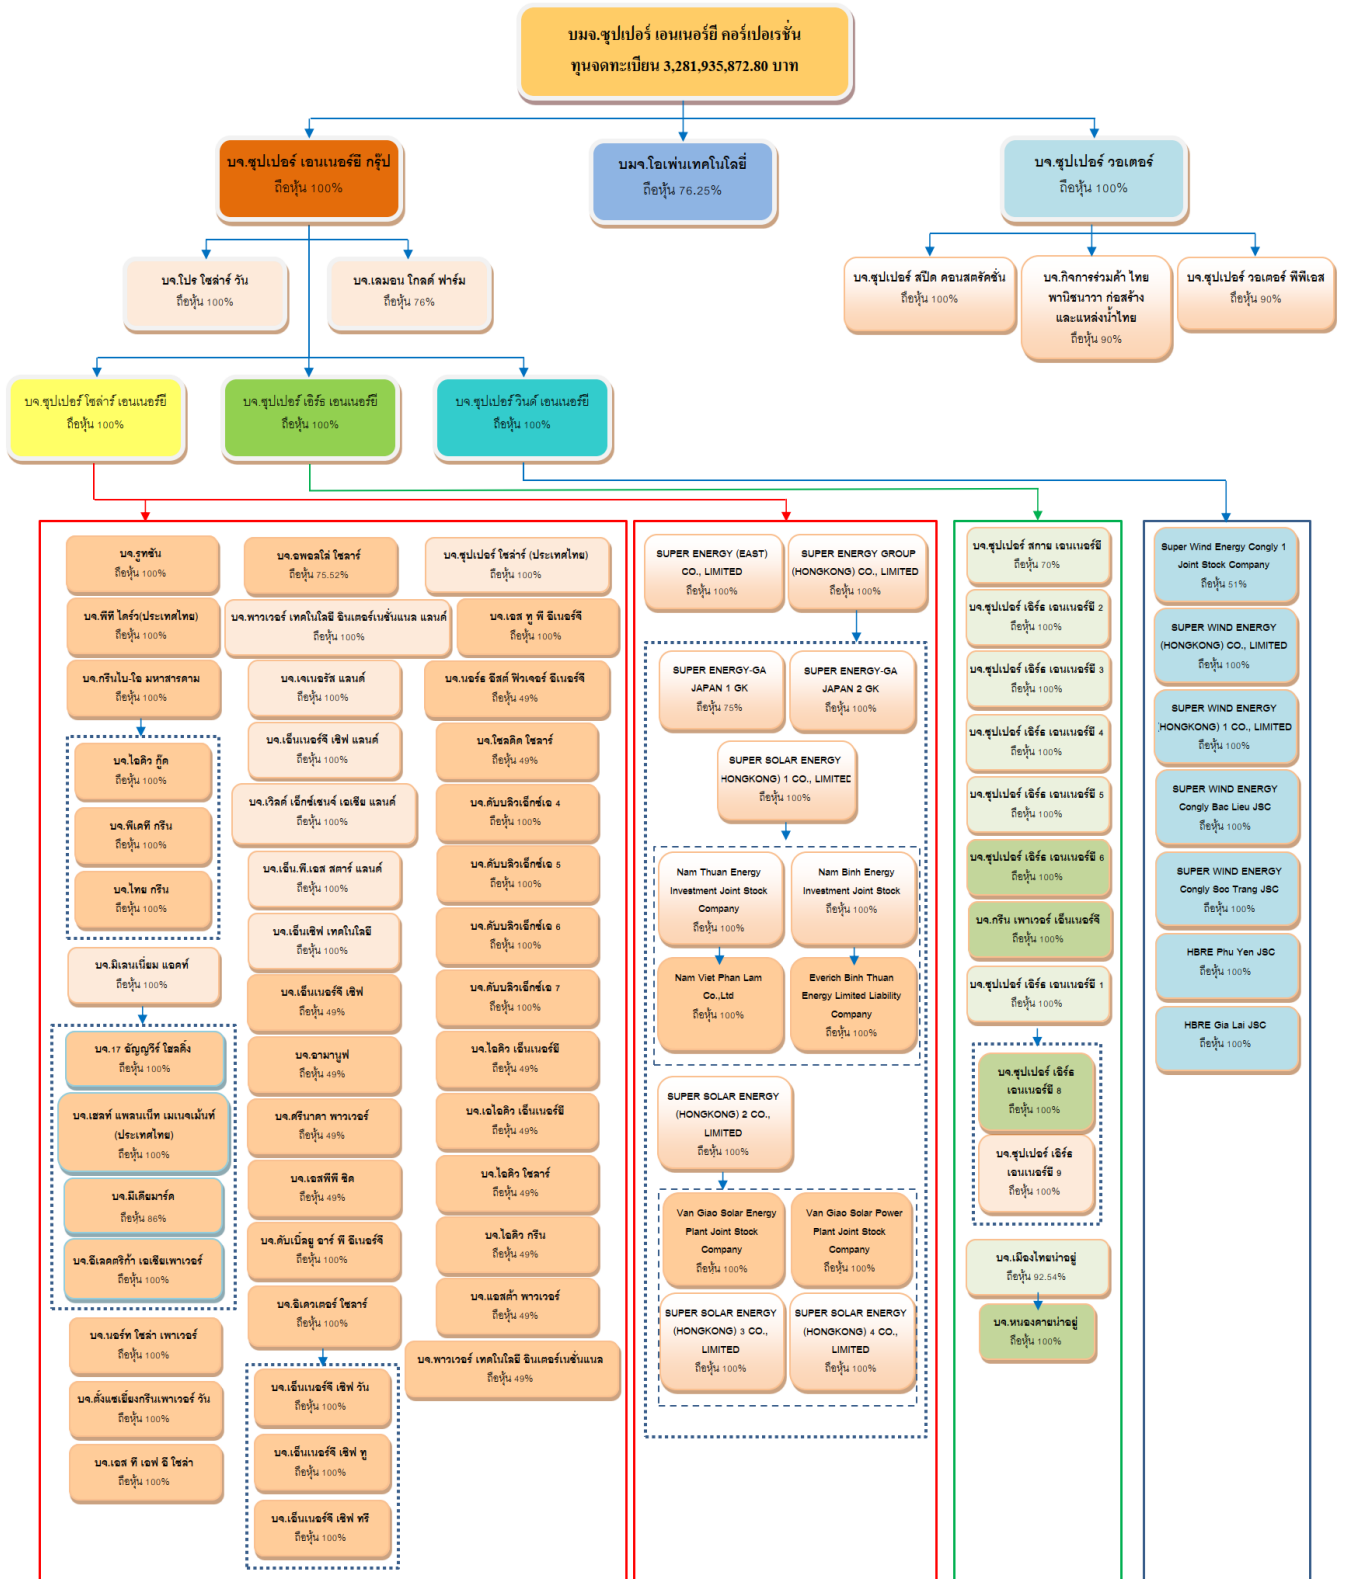 บมจ.ซุปเปอร์ เอนเนอร์ยี คอร์เปอเรชั่น
ทุนจดทะเบียน 3,281,935,872.80 บาท
บจ.ซุปเปอร์ เอนเนอร์ยี กรุ๊ป
ถือหุ้น 100%
บมจ.โอเพ่นเทคโนโลยี่
ถือหุ้น 76.25%
บจ.ซุปเปอร์ วอเตอร์
ถือหุ้น 100%
บจ.โปร โซล่าร์ วัน
ถือหุ้น 100%
บจ.เลมอน โกลด์ ฟาร์ม
ถือหุ้น 76%
บจ.ซุปเปอร์ สปีด คอนสตรัคชั่น
ถือหุ้น 100%
บจ.กิจการร่วมค้า ไทย
พานิชนาวา ก่อสร้าง
และแหล่งน้ำไทย
ถือหุ้น 90%
บจ.ซุปเปอร์ วอเตอร์ พีพีเอส
ถือหุ้น 90%
บจ.ซุปเปอร์ โซล่าร์ เอนเนอร์ยี
ถือหุ้น 100%
บจ.ซุปเปอร์ เอิร์ธ เอนเนอร์ยี
ถือหุ้น 100%
บจ.ซุปเปอร์ วินด์ เอนเนอร์ยี
ถือหุ้น 100%
บจ.รูทซัน
ถือหุ้น 100%
บจ.พีที ไดร้ว(ประเทศไทย)
ถือหุ้น 100%
บจ.กรีนไบ-ไอ มหาสารคาม
ถือหุ้น 100%
บจ.ไอคิว กู๊ด
ถือหุ้น 100%
บจ.พีเคที กรีน
ถือหุ้น 100%
บจ.ไทย กรีน
ถือหุ้น 100%
บจ.มิเลนเนี่ยม แอคท์
ถือหุ้น 100%
บจ.17 อัญญวีร์ โฮลดิ้ง
ถือหุ้น 100%
บจ.เฮลท์ แพลนเน็ท เมเนจเม้นท์
(ประเทศไทย)
ถือหุ้น 100%
บจ.มีเดียมาร์ค
ถือหุ้น 86%
บจ.อีเลคตริก้า เอเซียเพาเวอร์
ถือหุ้น 100%
บจ.นอร์ท โซล่า เพาเวอร์
ถือหุ้น 100%
บจ.ตั้งแซเยี้ยงกรีนเพาเวอร์ วัน
ถือหุ้น 100%
บจ.เอส ที เอฟ อี โซล่า
ถือหุ้น 100%
บจ.อพอลโล่ โซลาร์
ถือหุ้น 75.52%
บจ.พาวเวอร์ เทคโนโลยี อินเตอร์เนชั่นแนล แลนด์
ถือหุ้น 100%
บจ.เจเนอรัส แลนด์
ถือหุ้น 100%
บจ.เอ็นเนอร์จี เซิฟ แลนด์
ถือหุ้น 100%
บจ.เวิลด์ เอ็กซ์เชนจ์ เอเชีย แลนด์
ถือหุ้น 100%
บจ.เอ็น.พี.เอส สตาร์ แลนด์
ถือหุ้น 100%
บจ.เอ็นเซิฟ เทคโนโลยี
ถือหุ้น 100%
บจ.เอ็นเนอร์จี เซิฟ
ถือหุ้น 49%
บจ.อามานูฟ
ถือหุ้น 49%
บจ.ศรีนาคา พาวเวอร์
ถือหุ้น 49%
บจ.เอสพีพี ซิค
ถือหุ้น 49%
บจ.ดับเบิ้ลยู อาร์ พี อีเนอร์จี
ถือหุ้น 100%
บจ.อีเควเตอร์ โซลาร์
ถือหุ้น 100%
บจ.เอ็นเนอร์จี เซิฟ วัน
ถือหุ้น 100%
บจ.เอ็นเนอร์จี เซิฟ ทู
ถือหุ้น 100%
บจ.เอ็นเนอร์จี เซิฟ ทรี
ถือหุ้น 100%
บจ.ซุปเปอร์ โซล่าร์ (ประเทศไทย)
ถือหุ้น 100%
บจ.เอส ทู พี อีเนอร์จี
ถือหุ้น 100%
บจ.นอร์ธ อีสต์ ฟิวเจอร์ อีเนอร์จี
ถือหุ้น 49%
บจ.โซลคิด โซลาร์
ถือหุ้น 49%
บจ.ดับบลิวเอ็กซ์เอ 4
ถือหุ้น 100%
บจ.ดับบลิวเอ็กซ์เอ 5
ถือหุ้น 100%
บจ.ดับบลิวเอ็กซ์เอ 6
ถือหุ้น 100%
บจ.ดับบลิวเอ็กซ์เอ 7
ถือหุ้น 100%
บจ.ไอคิว เอ็นเนอร์ยี
ถือหุ้น 49%
บจ.เอไอคิว เอ็นเนอร์ยี
ถือหุ้น 49%
บจ.ไอคิว โซลาร์
ถือหุ้น 49%
บจ.ไอคิว กรีน
ถือหุ้น 49%
บจ.แอสต้า พาวเวอร์
ถือหุ้น 49%
บจ.พาวเวอร์ เทคโนโลยี อินเตอร์เนชั่นแนล
ถือหุ้น 49%
SUPER ENERGY (EAST)
CO., LIMITED
ถือหุ้น 100%
SUPER ENERGY GROUP
(HONGKONG) CO., LIMITED
ถือหุ้น 100%
SUPER ENERGY-GA
JAPAN 1 GK
ถือหุ้น 75%
SUPER ENERGY-GA
JAPAN 2 GK
ถือหุ้น 100%
SUPER SOLAR ENERGY
HONGKONG) 1 CO., LIMITED
ถือหุ้น 100%
Nam Thuan Energy
Investment Joint Stock
Company
ถือหุ้น 100%
Nam Binh Energy
Investment Joint Stock
ถือหุ้น 100%
Nam Viet Phan Lam
Co.,Ltd
ถือหุ้น 100%
Everich Binh Thuan
Energy Limited Liability
Company
ถือหุ้น 100%
SUPER SOLAR ENERGY
(HONGKONG) 2 CO.,
LIMITED
ถือหุ้น 100%
Van Giao Solar Energy
Plant Joint Stock
Company
ถือหุ้น 100%
Van Giao Solar Power
Plant Joint Stock
Company
ถือหุ้น 100%
SUPER SOLAR ENERGY
(HONGKONG) 3 CO.,
LIMITED
ถือหุ้น 100%
SUPER SOLAR ENERGY
(HONGKONG) 4 CO.,
LIMITED
ถือหุ้น 100%
บจ.ซุปเปอร์ สกาย เอนเนอร์ยี
ถือหุ้น 70%
บจ.ซุปเปอร์ เอิร์ธ เอนเนอร์ยี 2
ถือหุ้น 100%
บจ.ซุปเปอร์ เอิร์ธ เอนเนอร์ยี 3
ถือหุ้น 100%
บจ.ซุปเปอร์ เอิร์ธ เอนเนอร์ยี 4
ถือหุ้น 100%
บจ.ซุปเปอร์ เอิร์ธ เอนเนอร์ยี 5
ถือหุ้น 100%
บจ.ซุปเปอร์ เอิร์ธ เอนเนอร์ยี 6
ถือหุ้น 100%
บจ.กรีน เพาเวอร์ เอ็นเนอร์จี
ถือหุ้น 100%
บจ.ซุปเปอร์ เอิร์ธ เอนเนอร์ยี 1
ถือหุ้น 100%
บจ.ซุปเปอร์ เอิร์ธ
เอนเนอร์ยี 8
ถือหุ้น 100%
บจ.ซุปเปอร์ เอิร์ธ
เอนเนอร์ยี 9
ถือหุ้น 100%
บจ.เมืองไทยน่าอยู่
ถือหุ้น 92.54%
บจ.หนองคายน่าอยู่
ถือหุ้น 100%
Super Wind Energy Congly 1
Joint Stock Company
ถือหุ้น 51%
SUPER WIND ENERGY
(HONGKONG) CO., LIMITED
ถือหุ้น 100%
SUPER WIND ENERGY
(HONGKONG) 1 CO., LIMITED
ถือหุ้น 100%
SUPER WIND ENERGY
Congly Bac Lieu JSC
ถือหุ้น 100%
SUPER WIND ENERGY
Congly Soc Trang JSC
ถือหุ้น 100%
HBRE Phu Yen JSC
ถือหุ้น 100%
HBRE Gia Lai JSC
ถือหุ้น 100%